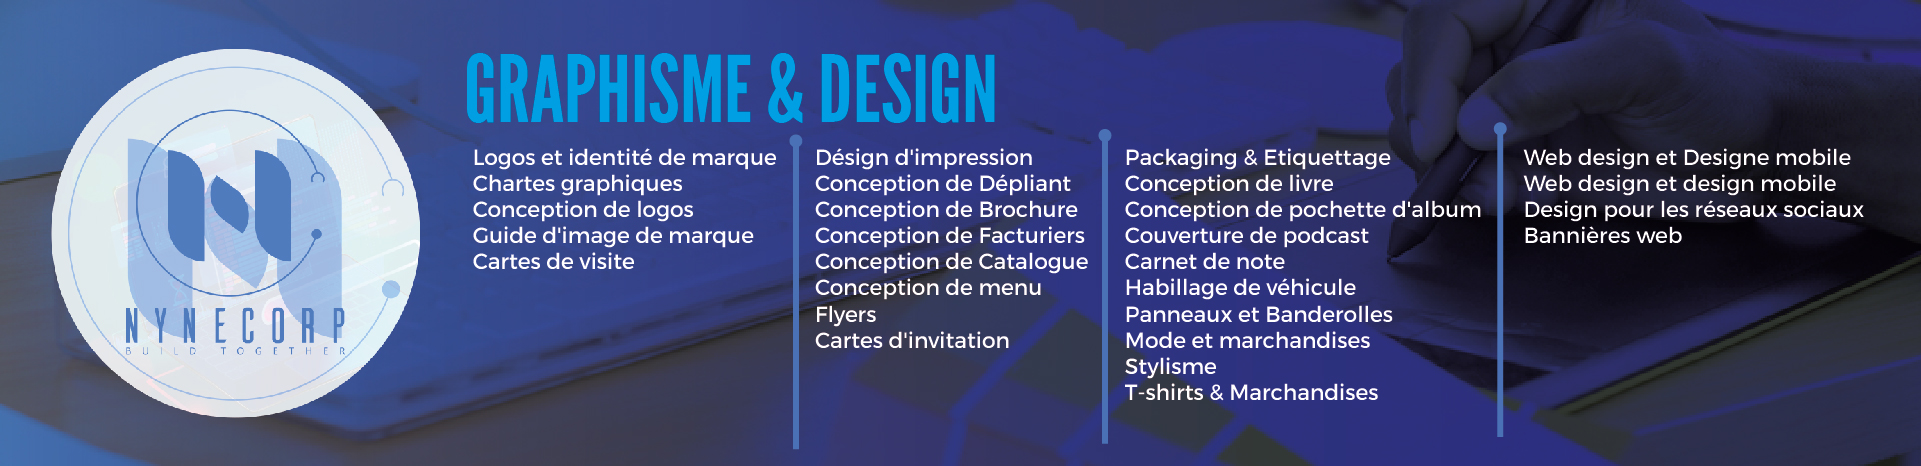 NYNECORP
BUILD TOGETHER
GRAPHISME & DESIGN
Logos et identité de marque
Chartes graphiques
Conception de logos
Guide d'image de marque
Cartes de visite
Désign d'impression
Conception de Dépliant
Conception de Brochure
Conception de Facturiers
Conception de Catalogue
Conception de menu
Flyers
Cartes d'invitation
Packaging & Etiquettage
Conception de livre
Conception de pochette d'album
Couverture de podcast
Carnet de note
Habillage de véhicule
Panneaux et Banderolles
Mode et marchandises
Stylisme
T-shirts & Marchandises
Web design et Designe mobile
Web design et design mobile
Design pour les réseaux sociaux
Bannières web